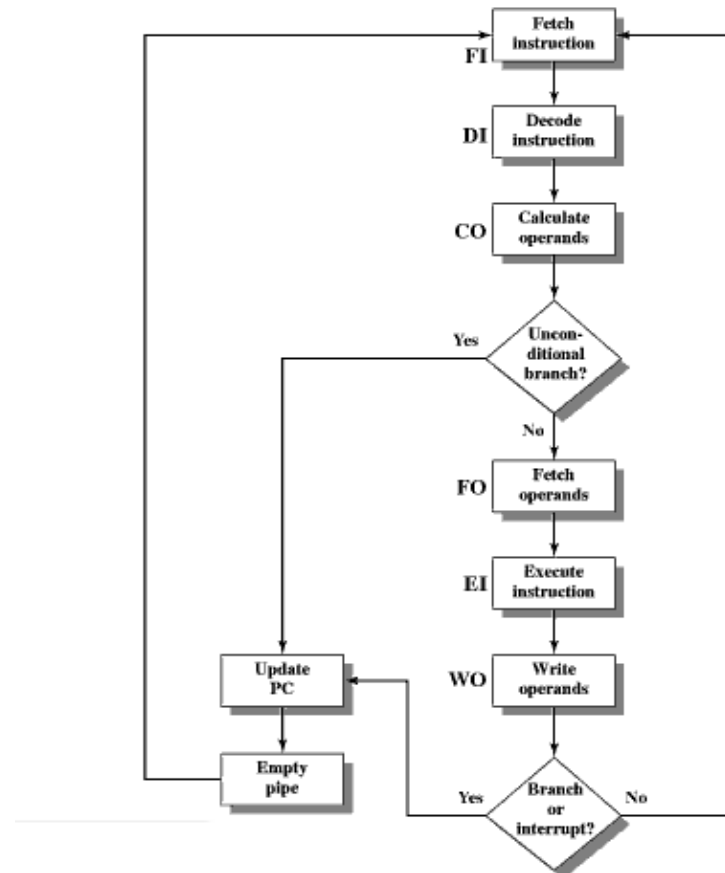 Fetch
instruction
FI
Decode
instruction
DI
Calculate
operands
CO
Uncon-
ditional
branch?
Yes
No
Fetch
operands
FO
Execute
instruction
EI
Write
operands
WO
Update
PC
Empty
pipe
Branch
or
interrupt?
Yes
No